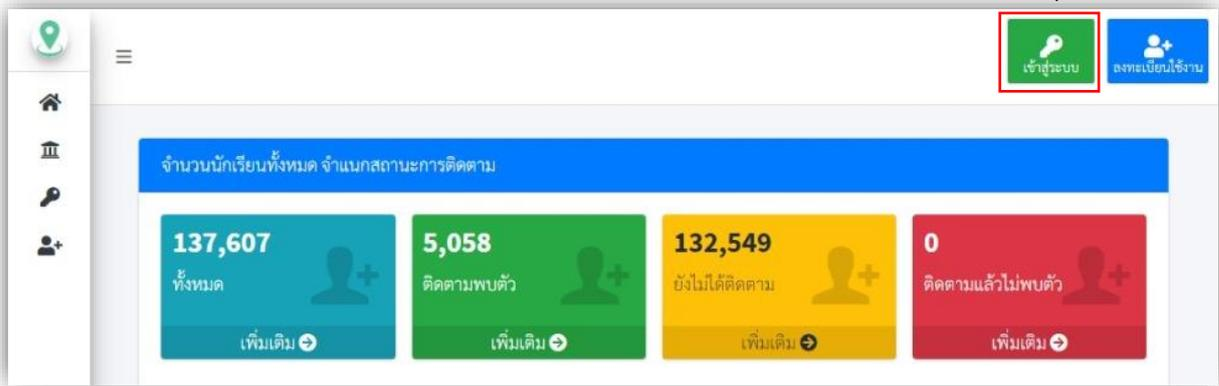 เข้าสู่ระบบ
ลงทะเบียนใช้งาน
จำนวนนักเรียนทั้งหมด จำแนกสถานะการติดตาม
137,607
ทั้งหมด
เพิ่มเติม
5,058
ติดตามพบตัว
เพิ่มเติม
132,549
ยังไม่ได้ติดตาม
เพิ่มเติม
0
ติดตามแล้วไม่พบตัว
เพิ่มเติม